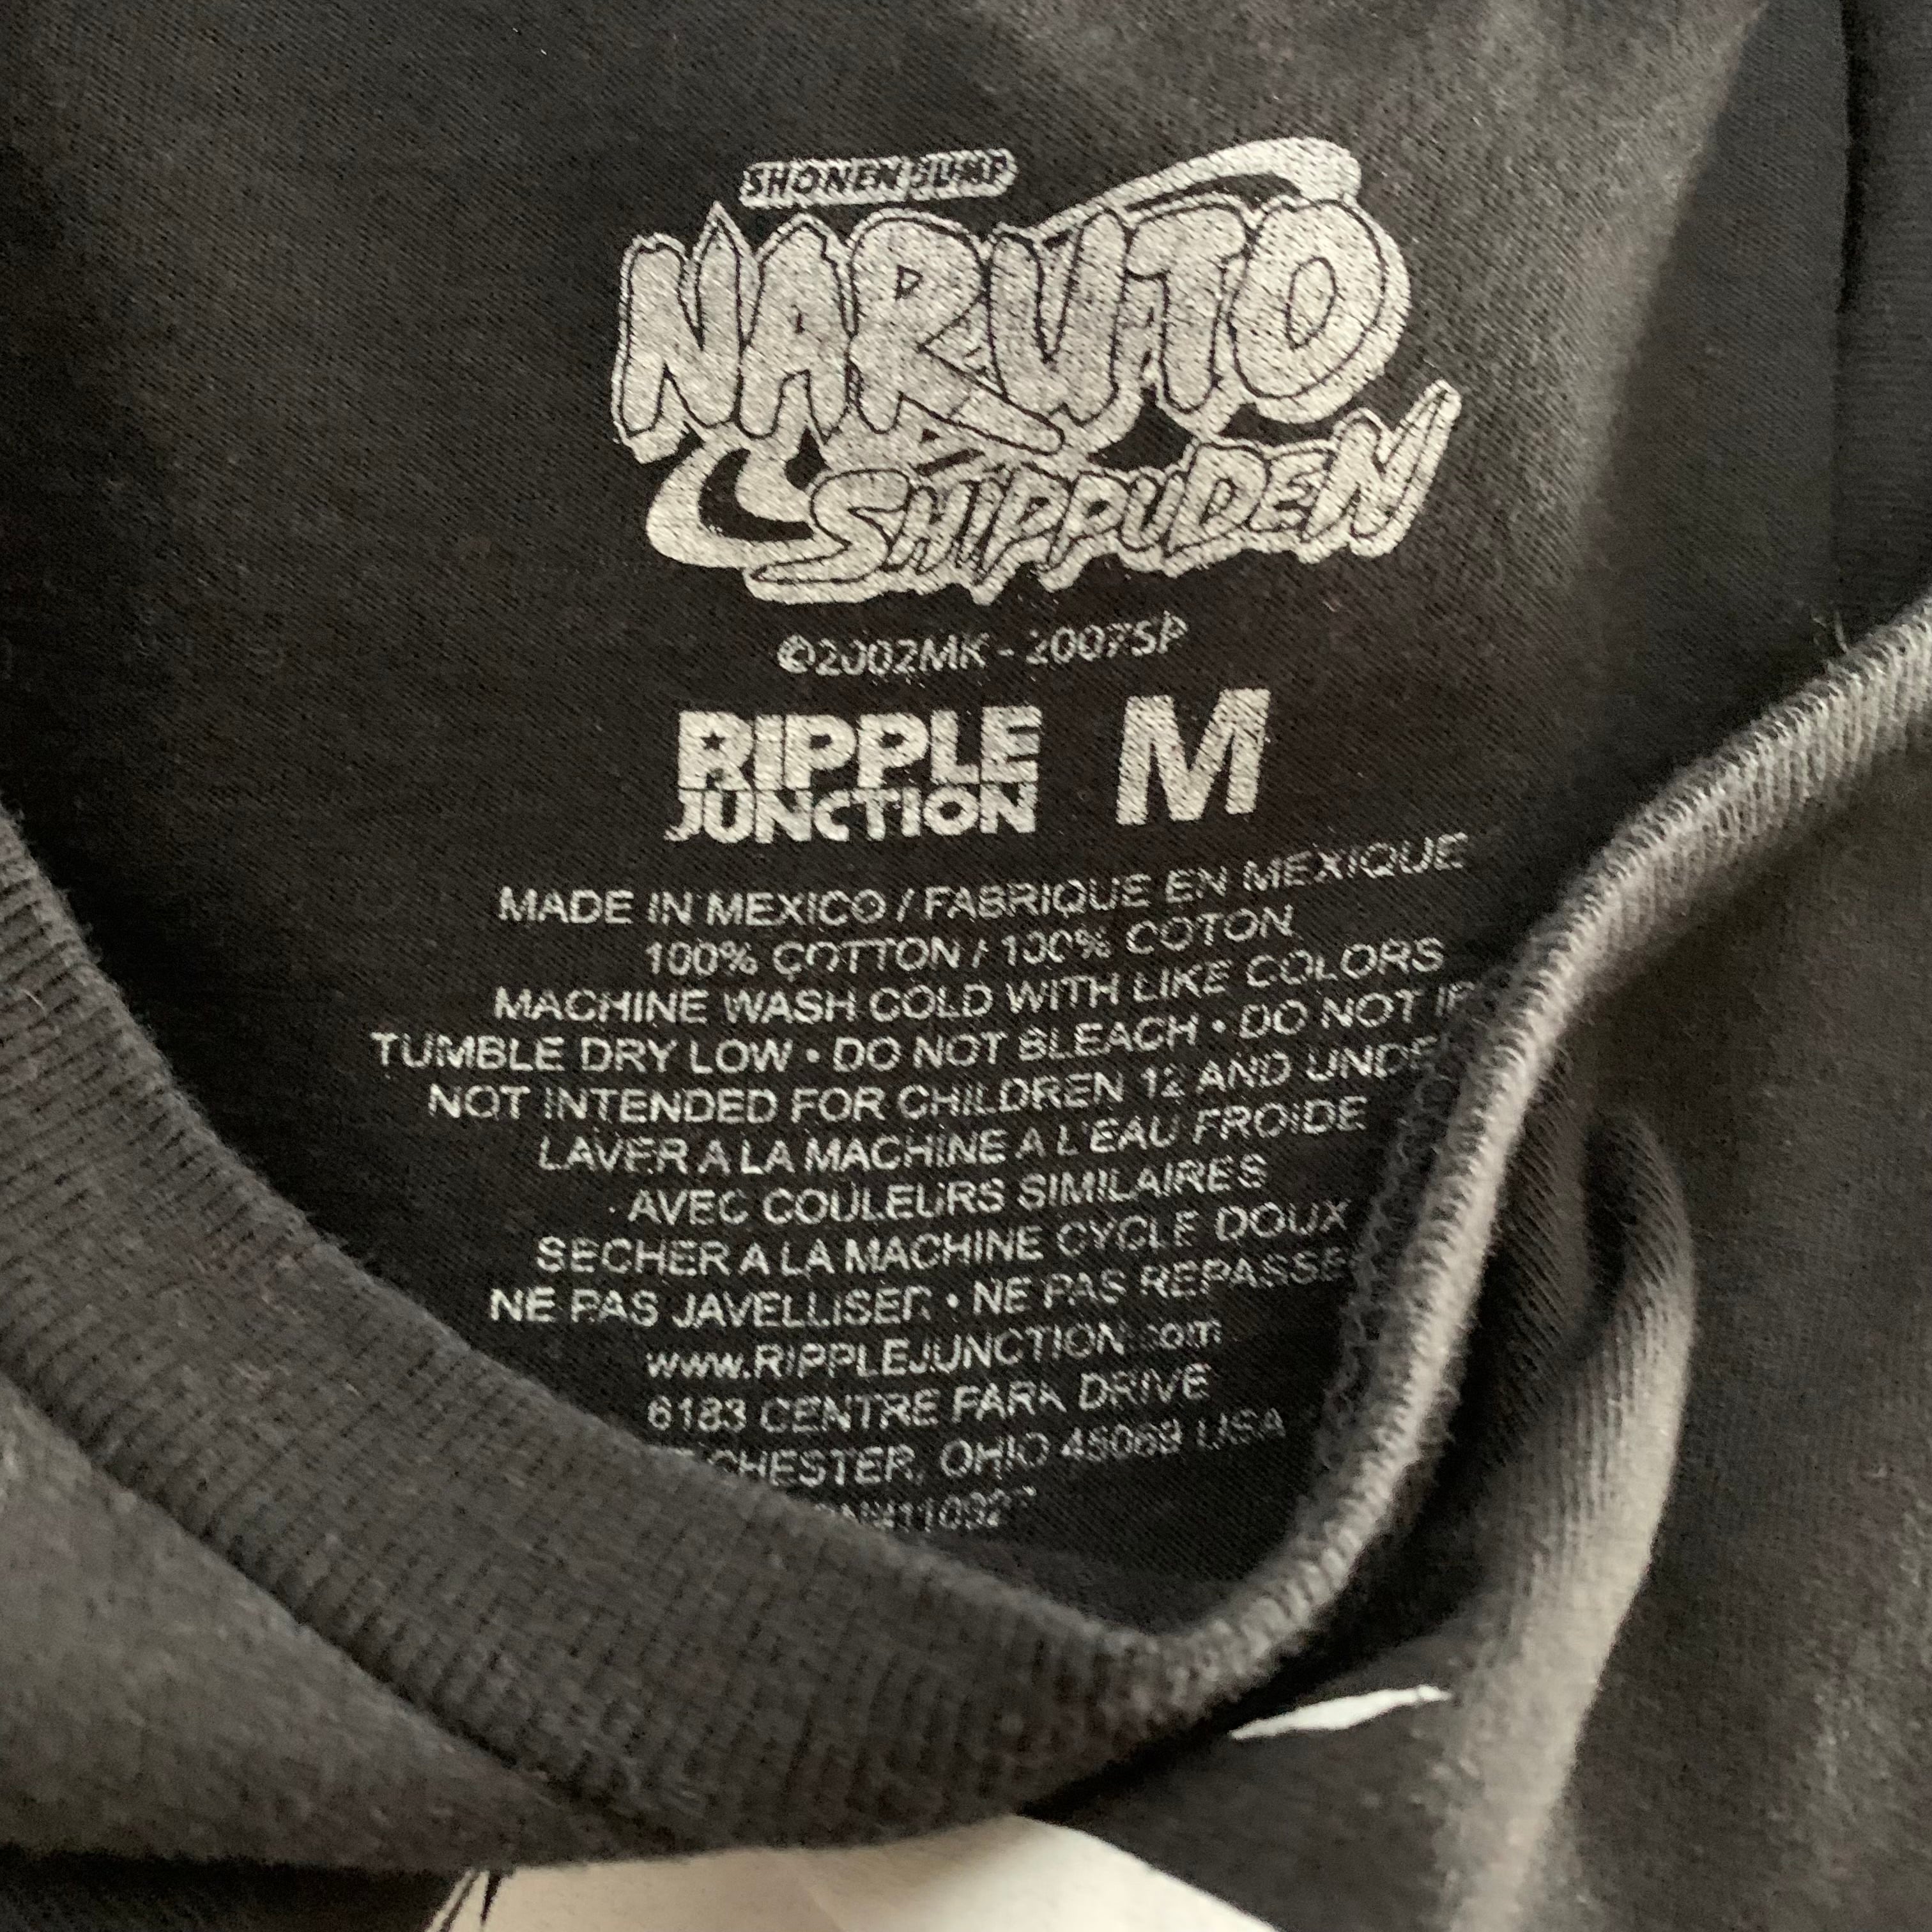 SHONEN JUMP
NARUTO
SHIPPUDEN
©2002MK - 2007SP
RIPPLE JUNCTION M
MADE IN MEXICO / FABRIQUE EN MEXIQUE
100% COTTON / 100% COTON
MACHINE WASH COLD WITH LIKE COLORS
TUMBLE DRY LOW • DO NOT BLEACH • DO NOT
NOT INTENDED FOR CHILDREN 12 AND
LAVER A LA MACHINE A L'EAU FROIDE
AVEC COULEURS SIMILAIRES
SECHER A LA MACHINE CYCLE DOUX
NE PAS JAVELLISER • NE PAS
www.RIPPLEJUNCTION.com
6183 CENTRE PARK DRIVE
OHIO 45069 USA